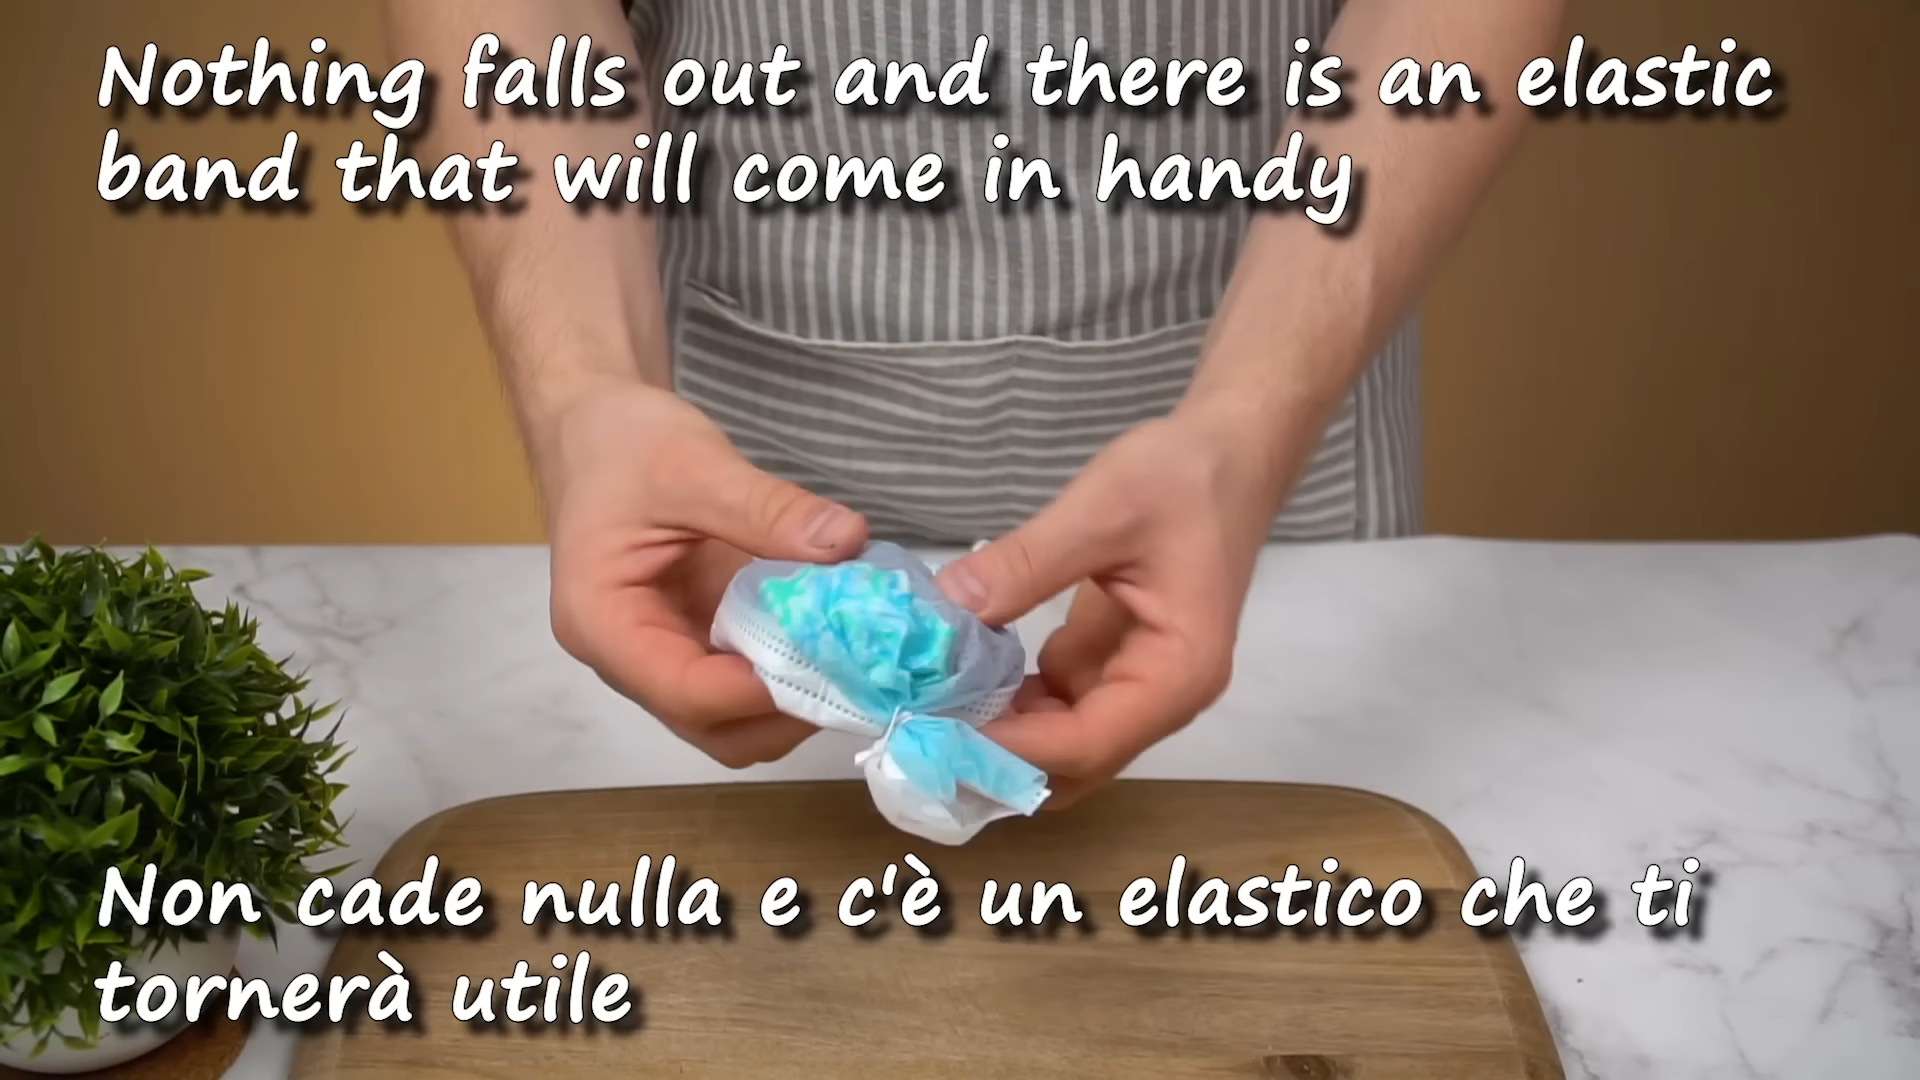 Nothing falls out and there is an elastic
band that will come in handy
Non cade nulla e c'è un elastico che ti
tornerà utile